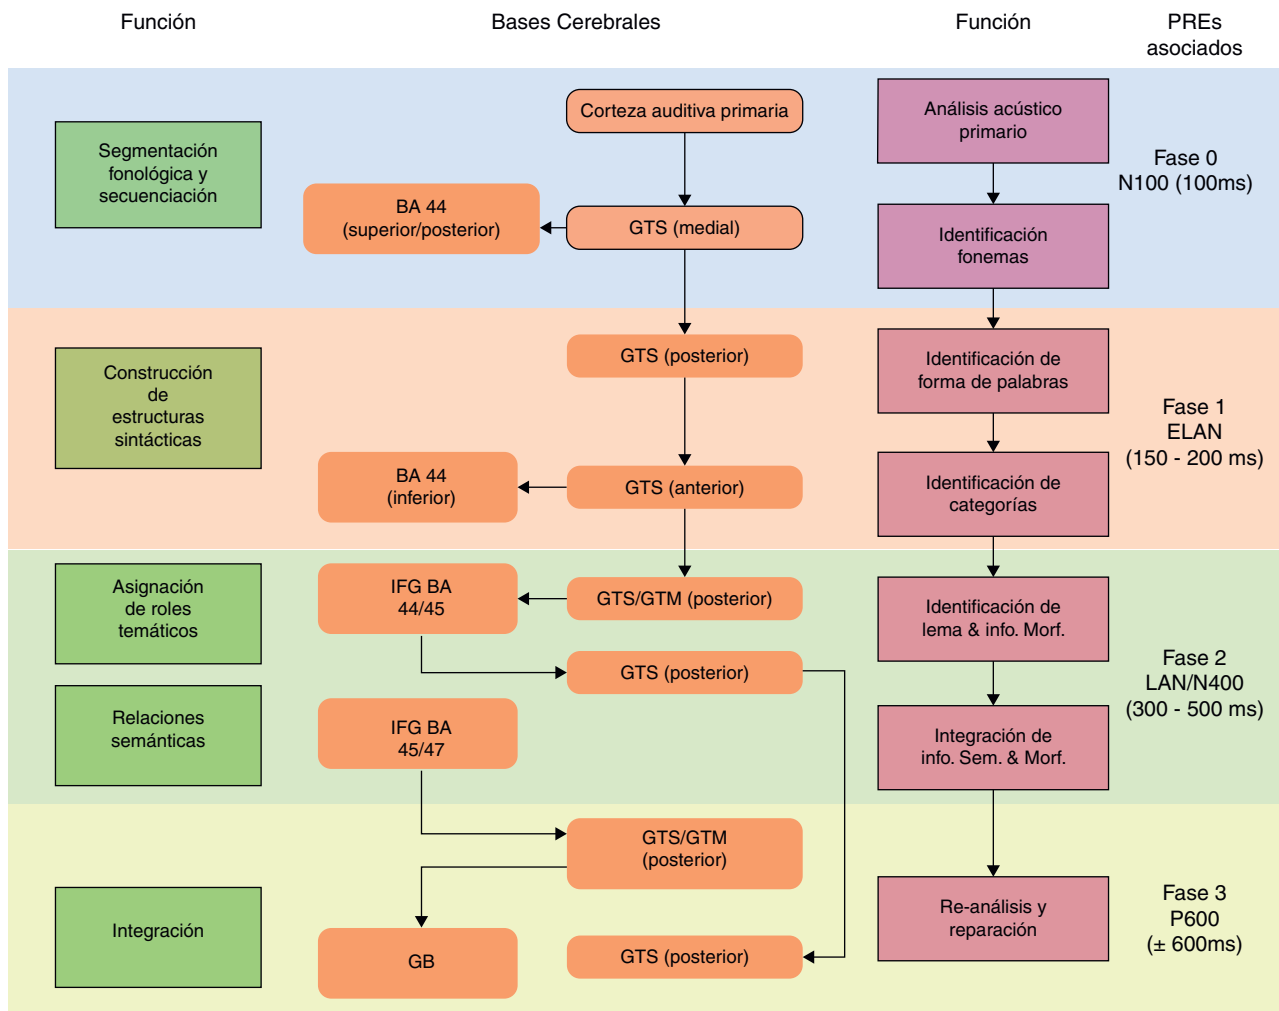 Función
Bases Cerebrales
Función
PREs
asociados
Segmentación
fonológica y
secuenciación
Corteza auditiva primaria
BA 44
(superior/posterior)
GTS (medial)
Análisis acústico
primario
Identificación
fonemas
Fase 0
N100 (100ms)
Construcción
de
estructuras
sintácticas
GTS (posterior)
BA 44
(inferior)
GTS (anterior)
Identificación de
forma de palabras
Identificación de
categorías
Fase 1
ELAN
(150 - 200 ms)
Asignación
de roles
temáticos
Relaciones
semánticas
IFG BA
44/45
GTS/GTM (posterior)
GTS (posterior)
IFG BA
45/47
Identificación de
lema & info. Morf.
Integración de
info. Sem. & Morf.
Fase 2
LAN/N400
(300 - 500 ms)
Integración
GTS/GTM
(posterior)
GB
GTS (posterior)
Re-análisis y
reparación
Fase 3
P600
(± 600ms)